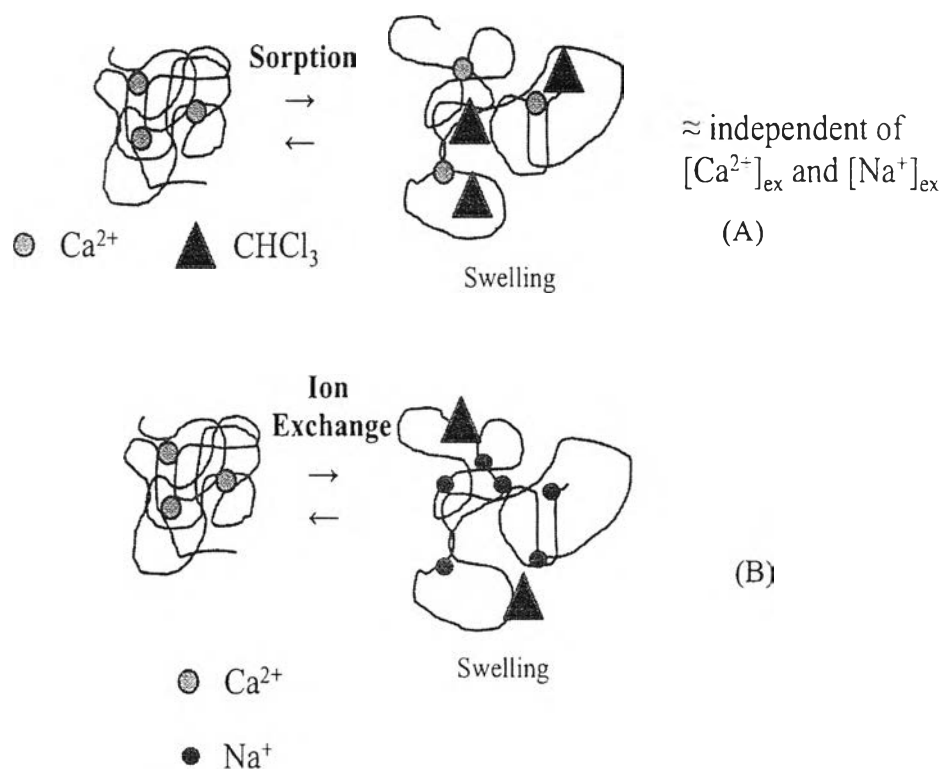 Sorption
→
←
≈ independent of
[Ca²⁺]ₑₓ and [Na⁺]ₑₓ
(A)
Ca²⁺ CHCl₃
Swelling
Ion
Exchange
→
←
(B)
Swelling
Ca²⁺
Na⁺